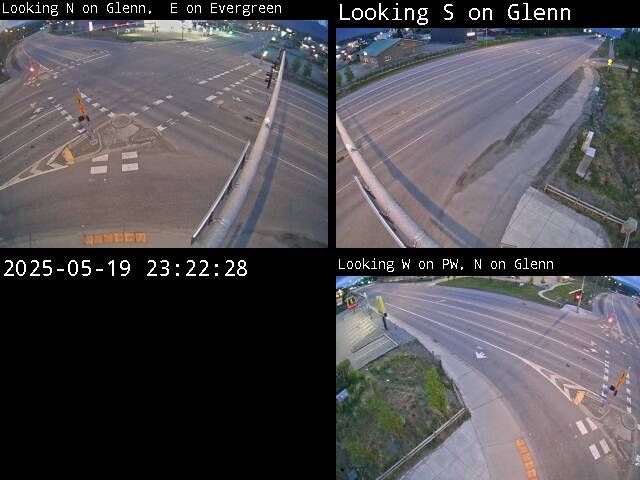 Looking N on Glenn,  E on Evergreen
Looking S on Glenn
2025-05-19 23:22:28
Looking W on PW, N on Glenn